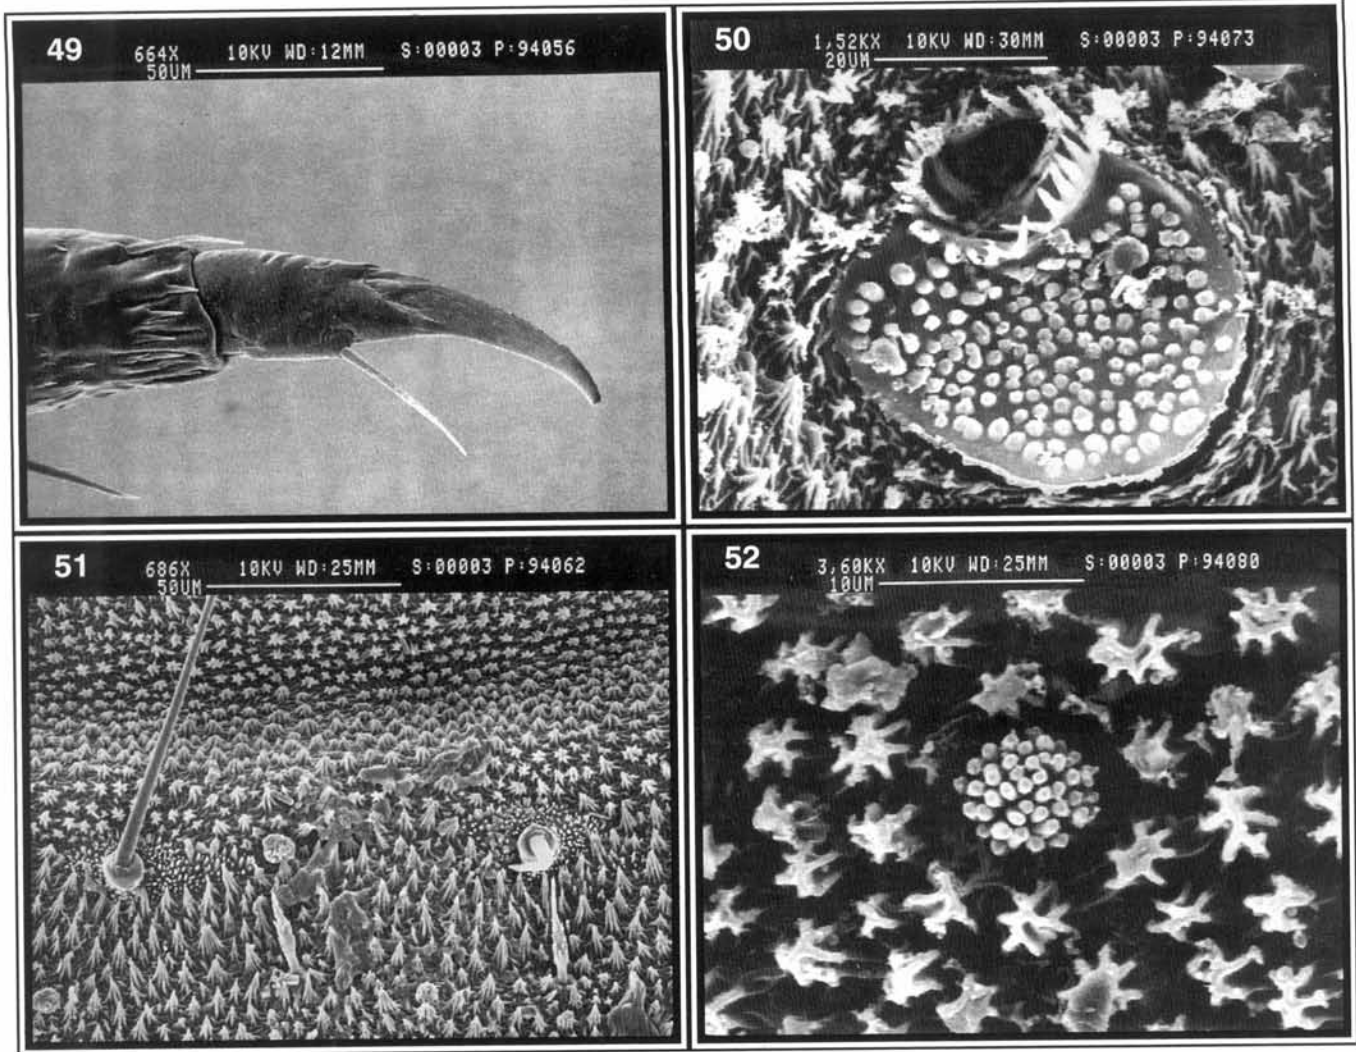 49 664X 10KV WD:12MM S:00003 P:94056
50UM
50 1,52KX 10KV WD:30MM S:00003 P:94073
20UM
51 686X 10KV WD:25MM S:00003 P:94062
50UM
52 3,60KX 10KV WD:25MM S:00003 P:94080
10UM